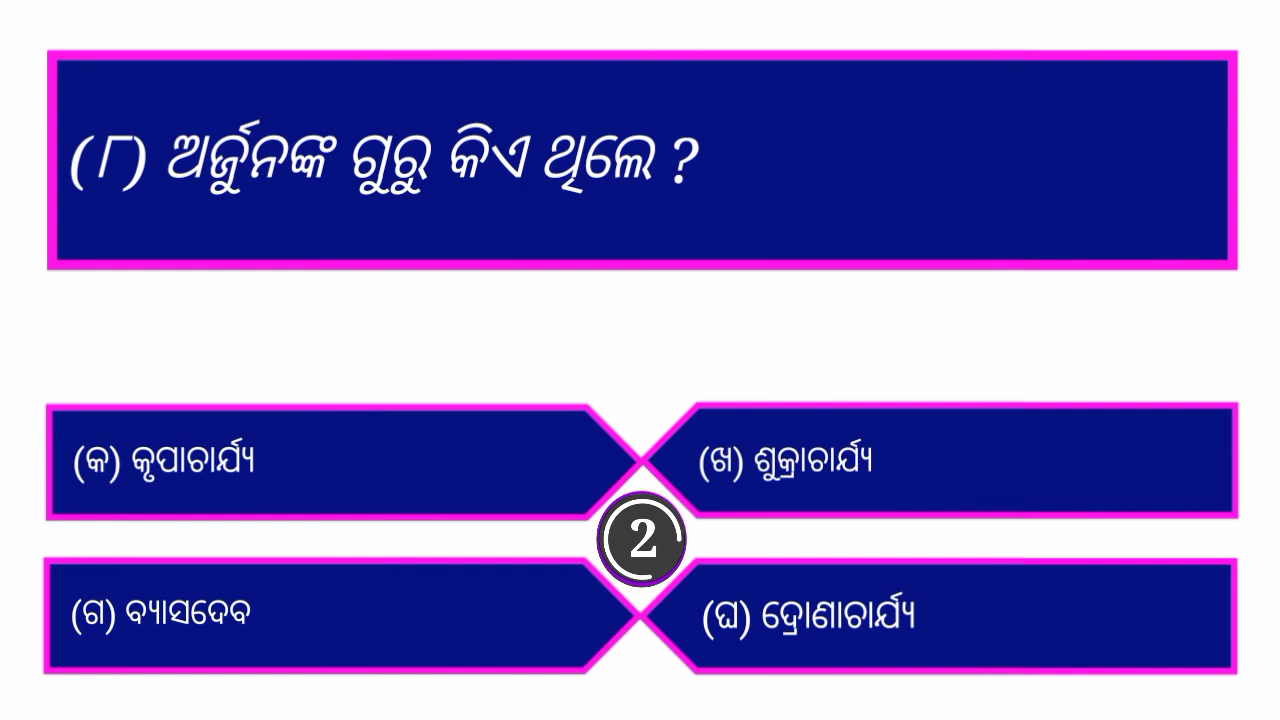 (୮) ଅର୍ଜୁନଙ୍କ ଗୁରୁ କିଏ ଥିଲେ ?
(କ) କୃପାଚାର୍ଯ୍ୟ
(ଖ) ଶୁକ୍ରାଚାର୍ଯ୍ୟ
2
(ଗ) ବ୍ୟାସଦେବ
(ଘ) ଦ୍ରୋଣାଚାର୍ଯ୍ୟ